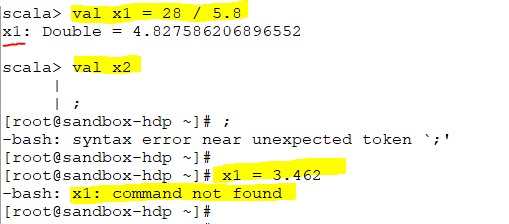 scala> val x1 = 28 / 5.8
x1: Double = 4.827586206896552
scala> val x2
|
| ;
[root@sandbox-hdp ~]# ;
-bash: syntax error near unexpected token `;'
[root@sandbox-hdp ~]#
[root@sandbox-hdp ~]# x1 = 3.462
-bash: x1: command not found
[root@sandbox-hdp ~]#